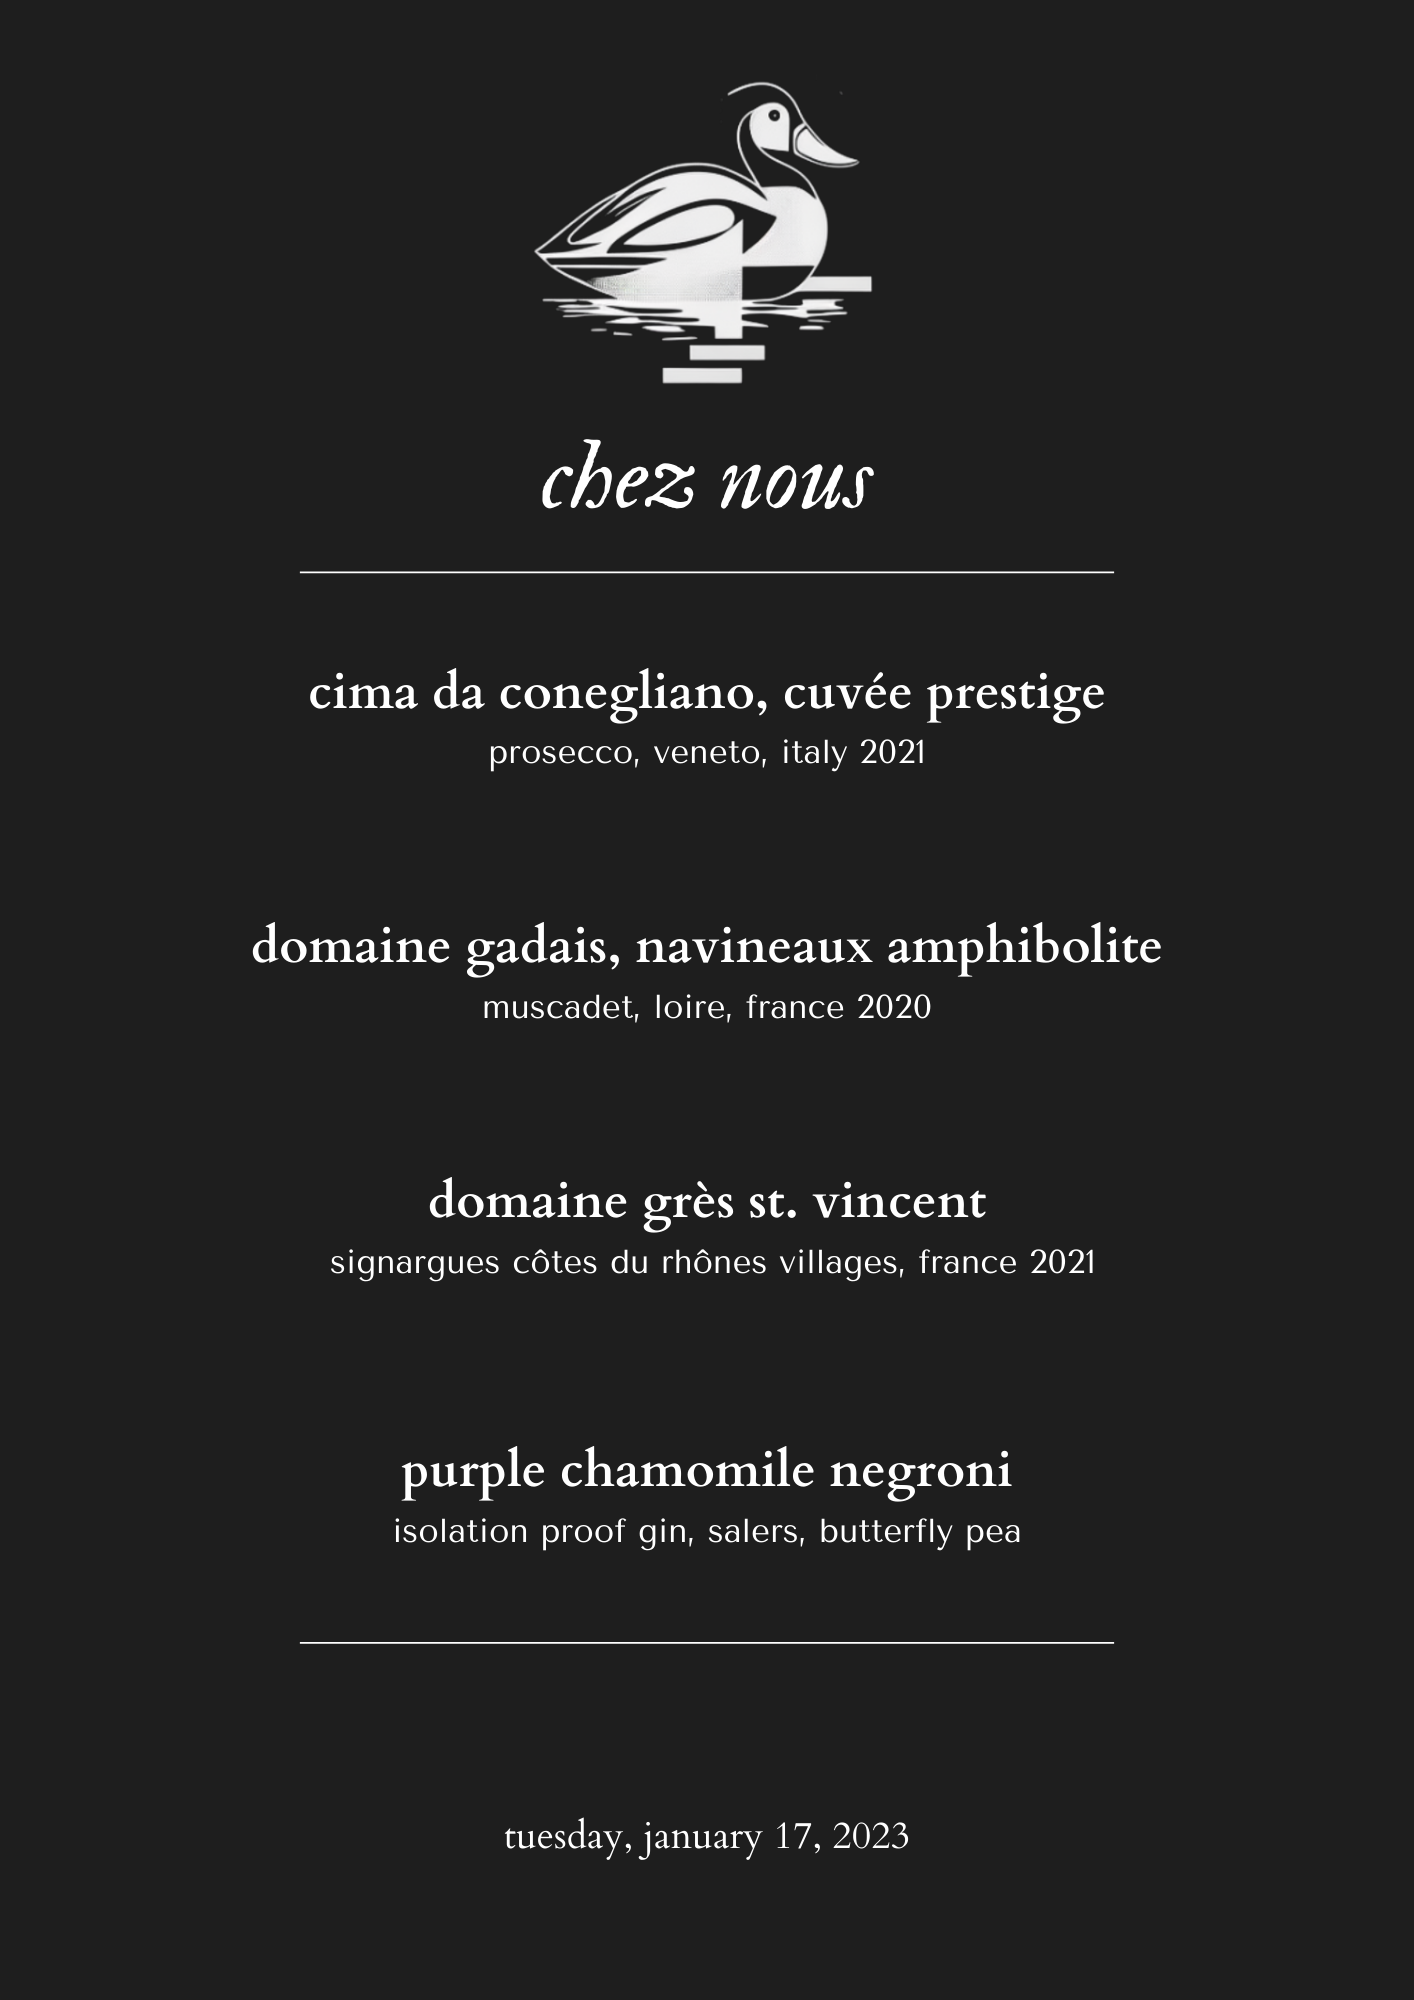 chez nous
cima da conegliano, cuvée prestige
prosecco, veneto, italy 2021
domaine gadais, navineaux amphibolite
muscadet, loire, france 2020
domaine grès st. vincent
signargues côtes du rhônes villages, france 2021
purple chamomile negroni
isolation proof gin, salers, butterfly pea
tuesday, january 17, 2023